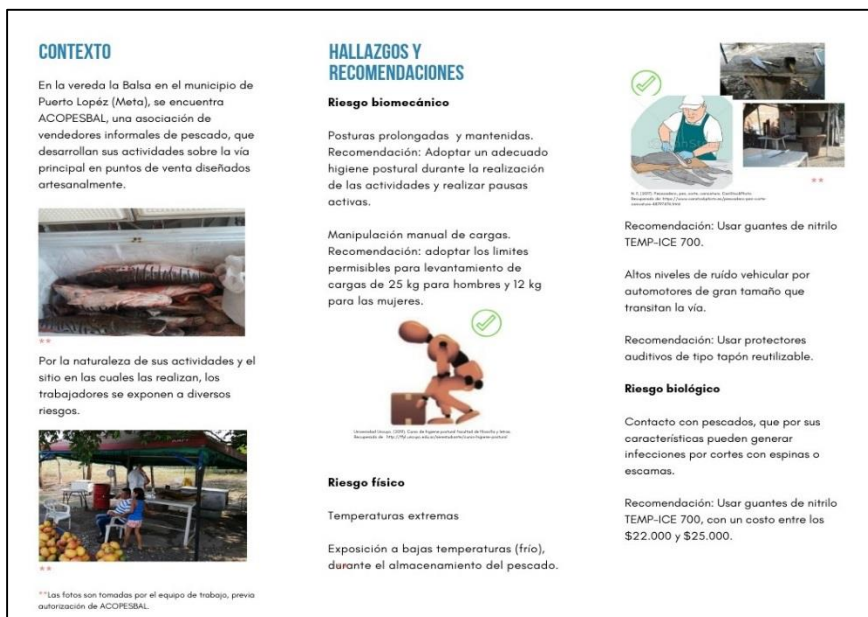 CONTEXTO
En la vereda la Balsa en el municipio de
Puerto Lopéz (Meta), se encuentra
ACOPESBAL, una asociación de
vendedores informales de pescado, que
desarrollan sus actividades sobre la vía
principal en puntos de venta diseñados
artesanalmente.
**
Por la naturaleza de sus actividades y el
sitio en las cuales las realizan, los
trabajadores se exponen a diversos
riesgos.
**
**Las fotos son tomadas por el equipo de trabajo, previa
autorización de ACOPESBAL.
HALLAZGOS Y
RECOMENDACIONES
Riesgo biomecánico
Posturas prolongadas y mantenidas.
Recomendación: Adoptar un adecuado
higiene postural durante la realización
de las actividades y realizar pausas
activas.
Manipulación manual de cargas.
Recomendación: adoptar los limites
permisibles para levantamiento de
cargas de 25 kg para hombres y 12 kg
para las mujeres.
Recuperado de
Riesgo físico
Temperaturas extremas
Exposición a bajas temperaturas (frío),
durante el almacenamiento del pescado.
**
**
Recuperado de:
Recomendación: Usar guantes de nitrilo
TEMP-ICE 700.
Altos niveles de ruído vehicular por
automotores de gran tamaño que
transitan la vía.
Recomendación: Usar protectores
auditivos de tipo tapón reutilizable.
Riesgo biológico
Contacto con pescados, que por sus
características pueden generar
infecciones por cortes con espinas o
escamas.
Recomendación: Usar guantes de nitrilo
TEMP-ICE 700, con un costo entre los
$22.000 y $25.000.